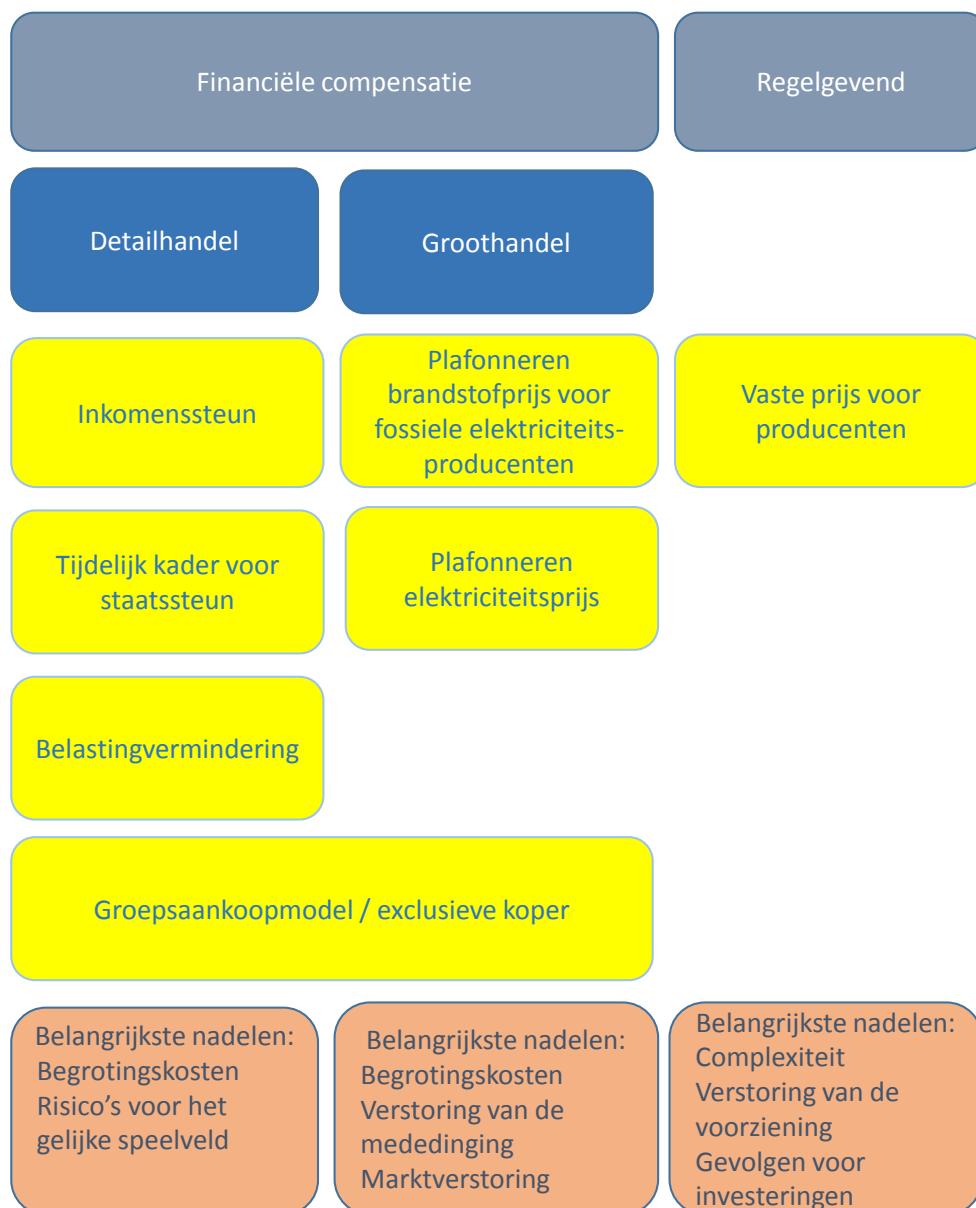 Financiële compensatie
Regelgevend
Detailhandel
Groothandel
Inkomenssteun
Plafonneren
brandstofprijs voor
fossiele elektriciteits-
producenten
Vaste prijs voor
producenten
Tijdelijk kader voor
staatssteun
Plafonneren
elektriciteitsprijs
Belastingvermindering
Groepsaankoopmodel / exclusieve koper
Belangrijkste nadelen:
Begrotingskosten
Risico’s voor het
gelijke speelveld
Belangrijkste nadelen:
Begrotingskosten
Verstoring van de
mededinging
Marktverstoring
Belangrijkste nadelen:
Complexiteit
Verstoring van de
voorziening
Gevolgen voor
investeringen